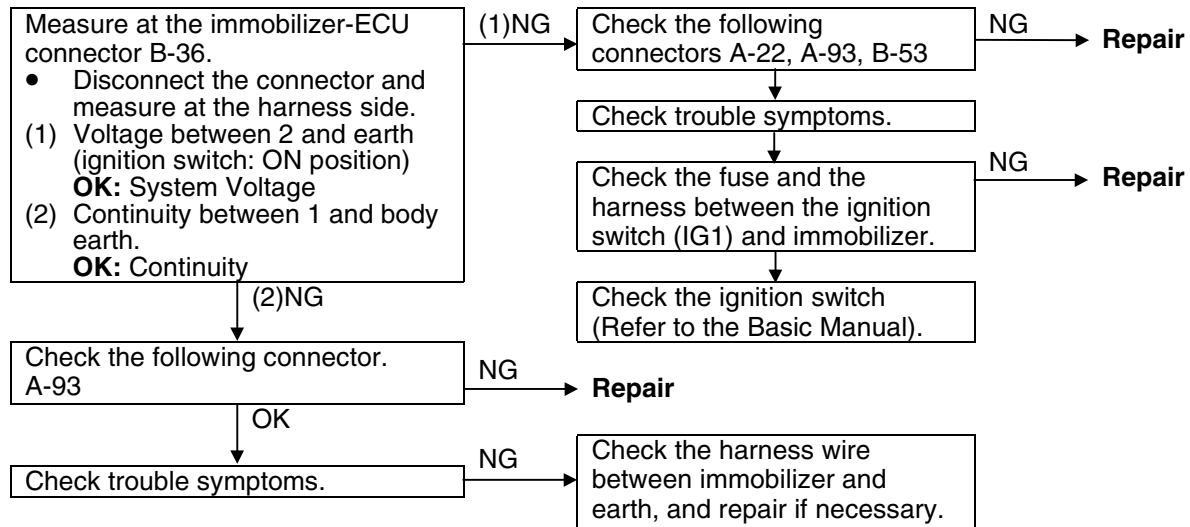 Measure at the immobilizer-ECU
connector B-36.
• Disconnect the connector and
measure at the harness side.
(1) Voltage between 2 and earth
(ignition switch: ON position)
OK: System Voltage
(2) Continuity between 1 and body
earth.
OK: Continuity
(1)NG
Check the following
connectors A-22, A-93, B-53
NG
Repair
Check trouble symptoms.
Check the fuse and the
harness between the ignition
switch (IG1) and immobilizer.
NG
Repair
Check the ignition switch
(Refer to the Basic Manual).
(2)NG
Check the following connector.
A-93
NG
Repair
OK
Check trouble symptoms.
NG
Check the harness wire
between immobilizer and
earth, and repair if necessary.